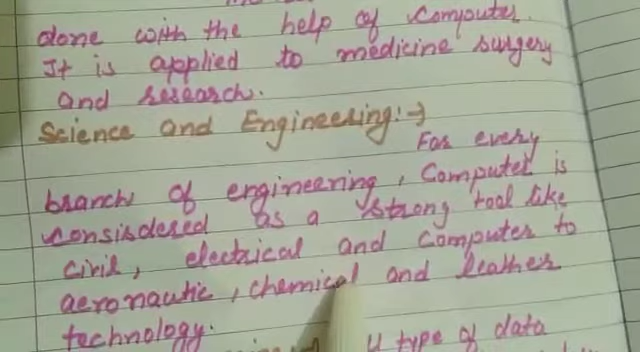 done with the help of computer.
It is applied to medicine surgery
and research.
Science and Engineering:→
For every
branch of engineering, Computer is
consisdered as a strong tool like
civil, electrical and computer to
aeronautic, chemical and leather
technology.
type of data